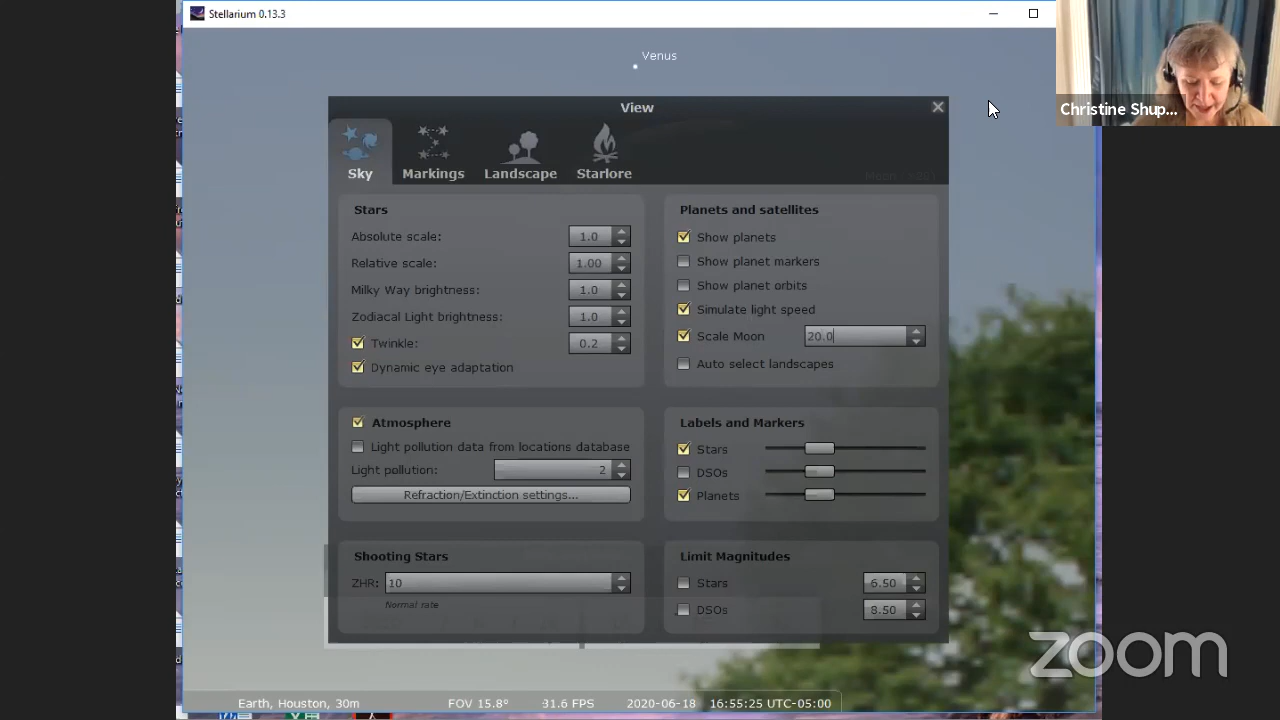 Stellarium 0.13.3
Venus
Christine Shup...
View
Sky Markings Landscape Starlore
Stars
Absolute scale: 1.0
Relative scale: 1.00
Milky Way brightness: 1.0
Zodiacal Light brightness: 1.0
Twinkle: 0.2
Dynamic eye adaptation
Planets and satellites
Show planets
Show planet markers
Show planet orbits
Simulate light speed
Scale Moon 20.0
Auto select landscapes
Atmosphere
Light pollution data from locations database
Light pollution: 2
Refraction/Extinction settings...
Labels and Markers
Stars
DSOs
Planets
Shooting Stars
ZHR: 10
Normal rate
Limit Magnitudes
Stars 6.50
DSOs 8.50
zoom
Earth, Houston, 30m FOV 15.8° 31.6 FPS 2020-06-18 16:55:25 UTC-05:00